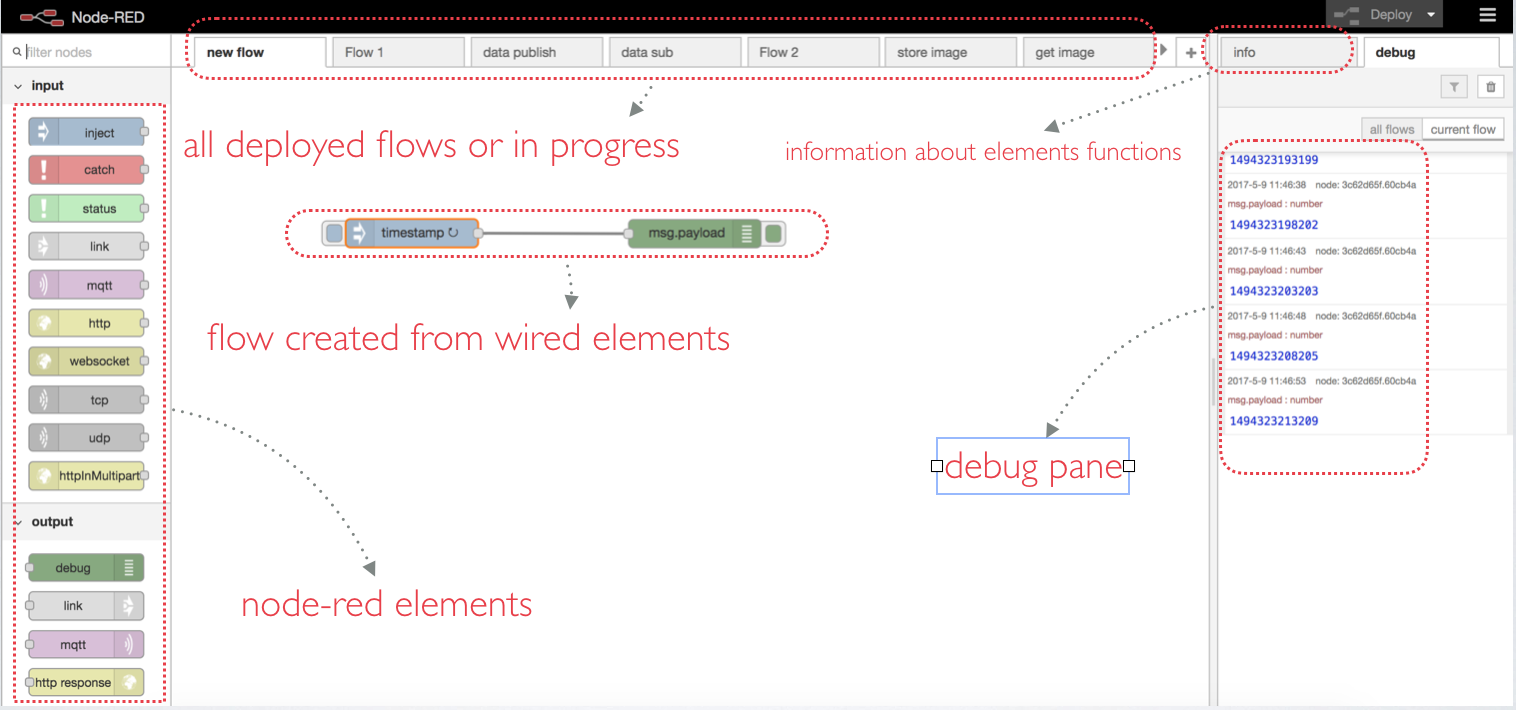 Node-RED
Deploy
filter nodes
new flow
Flow 1
data publish
data sub
Flow 2
store image
get image
+
info
debug
input
all flows
current flow
inject
catch
status
link
mqtt
http
websocket
tcp
udp
httpInMultipart
output
debug
link
mqtt
http response
all deployed flows or in progress
information about elements functions
timestamp ↻
msg.payload
flow created from wired elements
debug pane
node-red elements
1494323193199
2017-5-9 11:46:38 node: 3c62d65f.60cb4a
msg.payload : number
1494323198202
2017-5-9 11:46:43 node: 3c62d65f.60cb4a
msg.payload : number
1494323203203
2017-5-9 11:46:48 node: 3c62d65f.60cb4a
msg.payload : number
1494323208205
2017-5-9 11:46:53 node: 3c62d65f.60cb4a
msg.payload : number
1494323213209